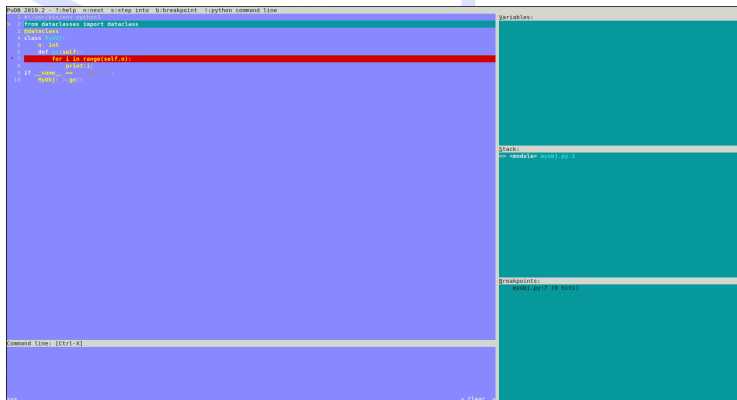 PuDB 2019.2 - ?:help n:next s:step into b:breakpoint !:python command line
1 #!/usr/bin/env python3
2 from dataclasses import dataclass
3 @dataclass
4 class
5 n: int
6 def go(self):
7 for i in range(self.n):
8 print(i)
9 if __name__ ==
10 MyObj( ).go()
Command line: [Ctrl-X]
>>>
< Clear >
Variables:
Stack:
>> <module> myobj.py:2
Breakpoints:
myobj.py:7 (0 hits)